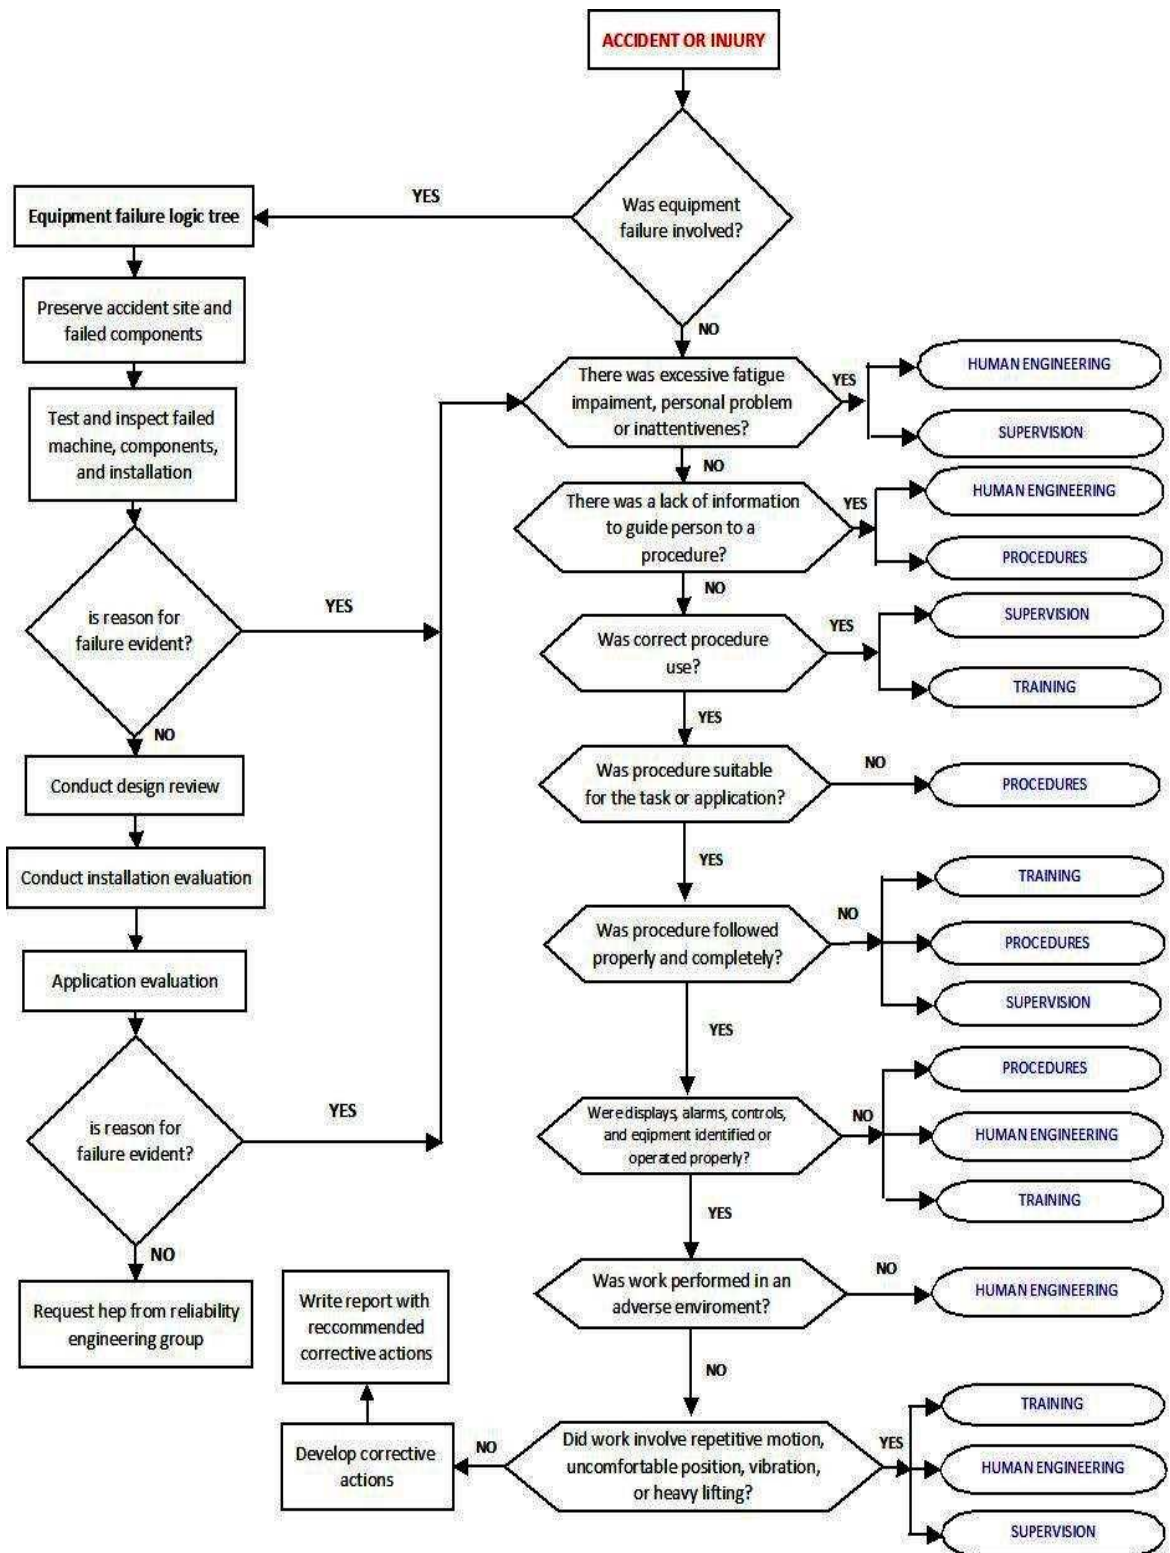 ACCIDENT OR INJURY
Was equipment
failure involved?
YES
NO
Equipment failure logic tree
Preserve accident site and
failed components
Test and inspect failed
machine, components,
and installation
is reason for
failure evident?
YES
NO
Conduct design review
Conduct installation evaluation
Application evaluation
is reason for
failure evident?
YES
NO
Request hep from reliability
engineering group
There was excessive fatigue
impaiment, personal problem
or inattentivenes?
YES
HUMAN ENGINEERING
SUPERVISION
NO
There was a lack of information
to guide person to a
procedure?
YES
HUMAN ENGINEERING
PROCEDURES
NO
Was correct procedure
use?
YES
SUPERVISION
TRAINING
YES
Was procedure suitable
for the task or application?
NO
PROCEDURES
YES
Was procedure followed
properly and completely?
NO
TRAINING
PROCEDURES
SUPERVISION
YES
Were displays, alarms, controls,
and eqipment identified or
operated properly?
NO
PROCEDURES
HUMAN ENGINEERING
TRAINING
YES
Was work performed in an
adverse enviroment?
NO
HUMAN ENGINEERING
NO
Did work involve repetitive motion,
uncomfortable position, vibration,
or heavy lifting?
YES
TRAINING
HUMAN ENGINEERING
SUPERVISION
NO
Develop corrective
actions
Write report with
reccommended
corrective actions